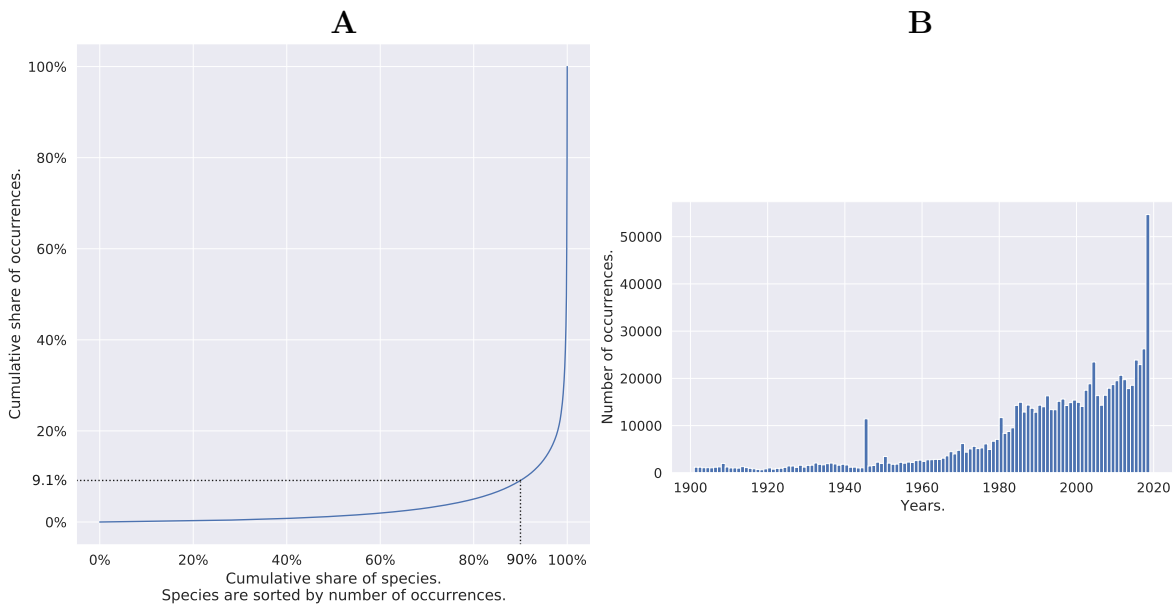 A
100%
80%
60%
40%
20%
9.1%
0%
Cumulative share of occurrences.
0% 20% 40% 60% 80% 90% 100%
Cumulative share of species.
Species are sorted by number of occurrences.
B
50000
40000
30000
20000
10000
0
Number of occurrences.
1900 1920 1940 1960 1980 2000 2020
Years.